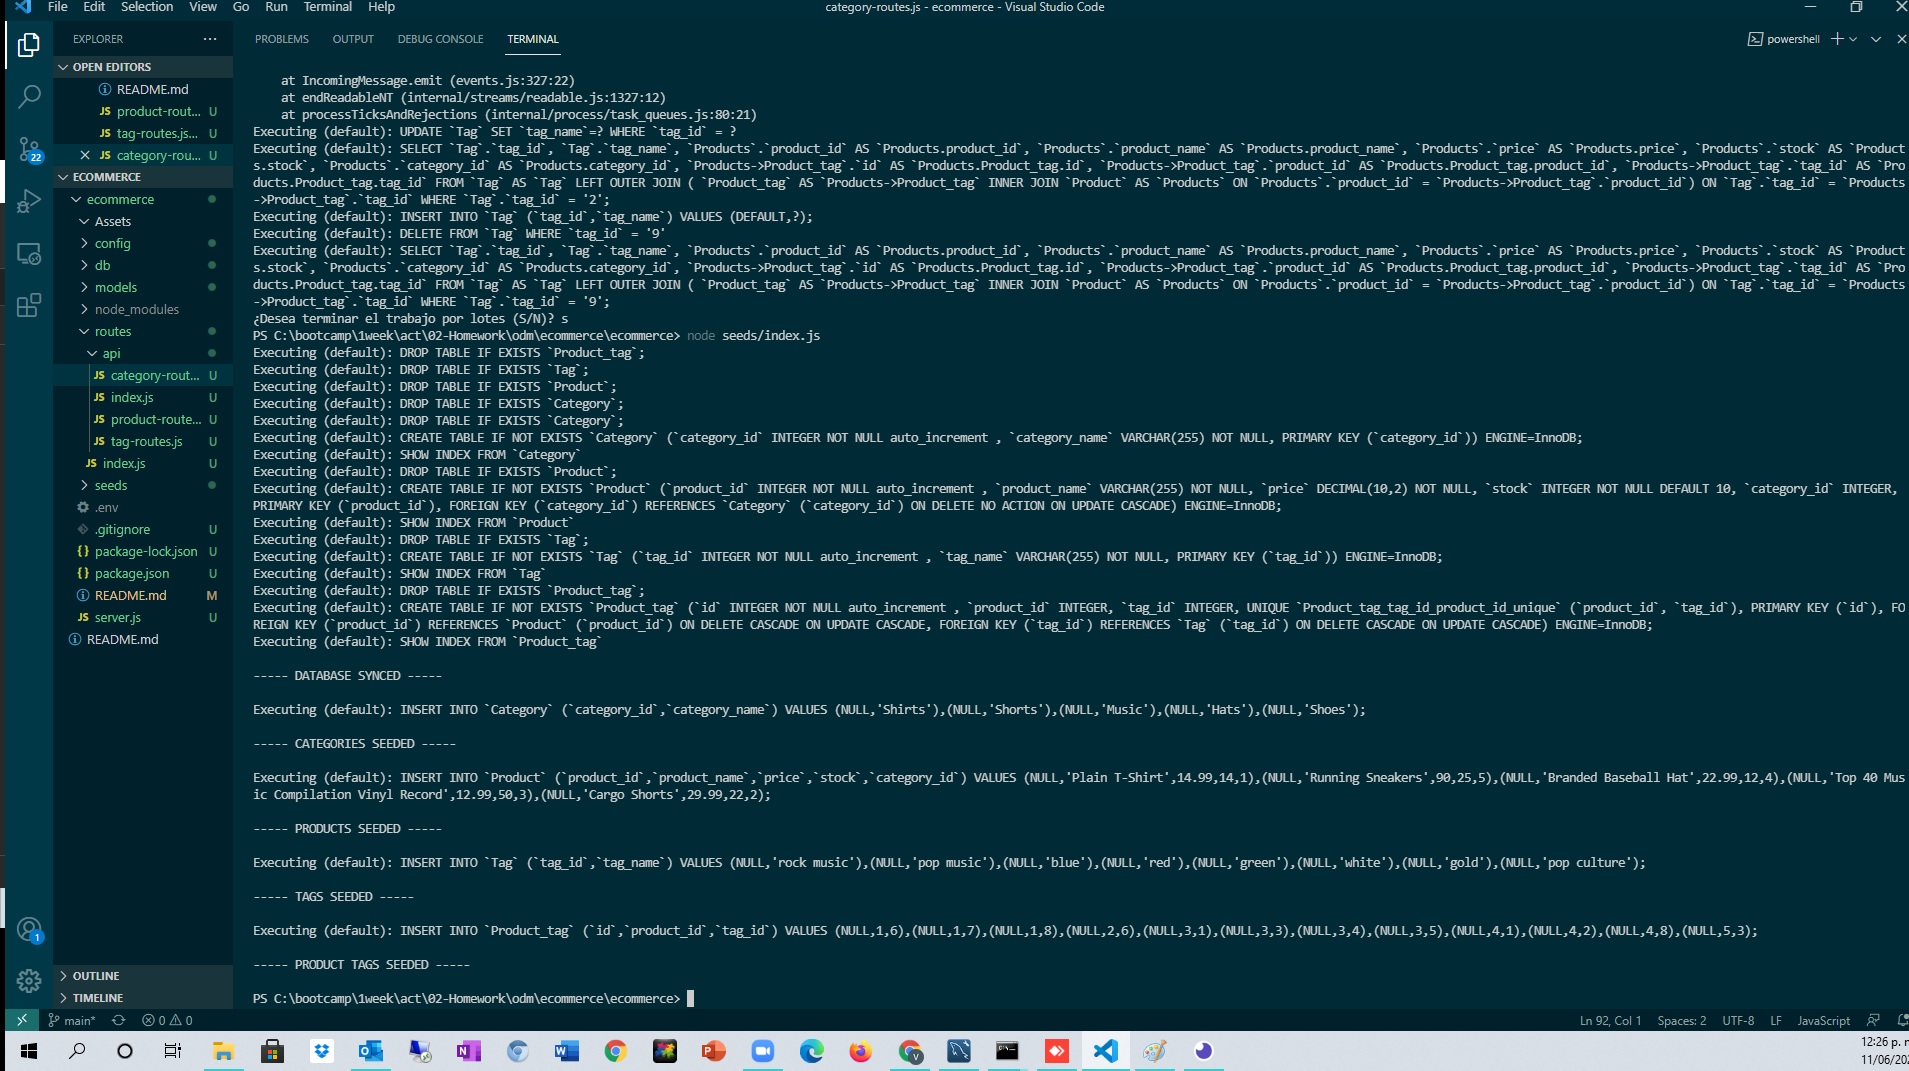 File Edit Selection View Go Run Terminal Help
category-routes.js - ecommerce - Visual Studio Code
EXPLORER
PROBLEMS OUTPUT DEBUG CONSOLE TERMINAL
powershell
OPEN EDITORS
README.md
product-rout... U
tag-routes.js... U
category-rou... U
ECOMMERCE
ecommerce
Assets
config
db
models
node_modules
routes
api
category-rout... U
index.js U
product-route... U
tag-routes.js U
index.js U
seeds
.env
.gitignore U
package-lock.json U
package.json U
README.md M
server.js U
README.md
OUTLINE
TIMELINE
22
1
at IncomingMessage.emit (events.js:327:22)
at endReadableNT (internal/streams/readable.js:1327:12)
at processTicksAndRejections (internal/process/task_queues.js:80:21)
Executing (default): UPDATE `Tag` SET `tag_name`=? WHERE `tag_id` = ?
Executing (default): SELECT `Tag`.`tag_id`, `Tag`.`tag_name`, `Products`.`product_id` AS `Products.product_id`, `Products`.`product_name` AS `Products.product_name`, `Products`.`price` AS `Products.price`, `Products`.`stock` AS `Product
s.stock`, `Products`.`category_id` AS `Products.category_id`, `Products->Product_tag`.`id` AS `Products.Product_tag.id`, `Products->Product_tag`.`product_id` AS `Products.Product_tag.product_id`, `Products->Product_tag`.`tag_id` AS `Pro
ducts.Product_tag.tag_id` FROM `Tag` AS `Tag` LEFT OUTER JOIN ( `Product_tag` AS `Products->Product_tag` INNER JOIN `Product` AS `Products` ON `Products`.`product_id` = `Products->Product_tag`.`product_id`) ON `Tag`.`tag_id` = `Products
->Product_tag`.`tag_id` WHERE `Tag`.`tag_id` = '2';
Executing (default): INSERT INTO `Tag` (`tag_id`,`tag_name`) VALUES (DEFAULT,?);
Executing (default): DELETE FROM `Tag` WHERE `tag_id` = '9'
Executing (default): SELECT `Tag`.`tag_id`, `Tag`.`tag_name`, `Products`.`product_id` AS `Products.product_id`, `Products`.`product_name` AS `Products.product_name`, `Products`.`price` AS `Products.price`, `Products`.`stock` AS `Product
s.stock`, `Products`.`category_id` AS `Products.category_id`, `Products->Product_tag`.`id` AS `Products.Product_tag.id`, `Products->Product_tag`.`product_id` AS `Products.Product_tag.product_id`, `Products->Product_tag`.`tag_id` AS `Pro
ducts.Product_tag.tag_id` FROM `Tag` AS `Tag` LEFT OUTER JOIN ( `Product_tag` AS `Products->Product_tag` INNER JOIN `Product` AS `Products` ON `Products`.`product_id` = `Products->Product_tag`.`product_id`) ON `Tag`.`tag_id` = `Products
->Product_tag`.`tag_id` WHERE `Tag`.`tag_id` = '9';
¿Desea terminar el trabajo por lotes (S/N)? s
PS C:\bootcamp\1week\act\02-Homework\odm\ecommerce\ecommerce> node seeds/index.js
Executing (default): DROP TABLE IF EXISTS `Product_tag`;
Executing (default): DROP TABLE IF EXISTS `Tag`;
Executing (default): DROP TABLE IF EXISTS `Product`;
Executing (default): DROP TABLE IF EXISTS `Category`;
Executing (default): DROP TABLE IF EXISTS `Category`;
Executing (default): CREATE TABLE IF NOT EXISTS `Category` (`category_id` INTEGER NOT NULL auto_increment , `category_name` VARCHAR(255) NOT NULL, PRIMARY KEY (`category_id`)) ENGINE=InnoDB;
Executing (default): SHOW INDEX FROM `Category`
Executing (default): DROP TABLE IF EXISTS `Product`;
Executing (default): CREATE TABLE IF NOT EXISTS `Product` (`product_id` INTEGER NOT NULL auto_increment , `product_name` VARCHAR(255) NOT NULL, `price` DECIMAL(10,2) NOT NULL, `stock` INTEGER NOT NULL DEFAULT 10, `category_id` INTEGER,
PRIMARY KEY (`product_id`), FOREIGN KEY (`category_id`) REFERENCES `Category` (`category_id`) ON DELETE NO ACTION ON UPDATE CASCADE) ENGINE=InnoDB;
Executing (default): SHOW INDEX FROM `Product`
Executing (default): DROP TABLE IF EXISTS `Tag`;
Executing (default): CREATE TABLE IF NOT EXISTS `Tag` (`tag_id` INTEGER NOT NULL auto_increment , `tag_name` VARCHAR(255) NOT NULL, PRIMARY KEY (`tag_id`)) ENGINE=InnoDB;
Executing (default): SHOW INDEX FROM `Tag`
Executing (default): DROP TABLE IF EXISTS `Product_tag`;
Executing (default): CREATE TABLE IF NOT EXISTS `Product_tag` (`id` INTEGER NOT NULL auto_increment , `product_id` INTEGER, `tag_id` INTEGER, UNIQUE `Product_tag_tag_id_product_id_unique` (`product_id`, `tag_id`), PRIMARY KEY (`id`), FO
REIGN KEY (`product_id`) REFERENCES `Product` (`product_id`) ON DELETE CASCADE ON UPDATE CASCADE, FOREIGN KEY (`tag_id`) REFERENCES `Tag` (`tag_id`) ON DELETE CASCADE ON UPDATE CASCADE) ENGINE=InnoDB;
Executing (default): SHOW INDEX FROM `Product_tag`
----- DATABASE SYNCED -----
Executing (default): INSERT INTO `Category` (`category_id`,`category_name`) VALUES (NULL,'Shirts'),(NULL,'Shorts'),(NULL,'Music'),(NULL,'Hats'),(NULL,'Shoes');
----- CATEGORIES SEEDED -----
Executing (default): INSERT INTO `Product` (`product_id`,`product_name`,`price`,`stock`,`category_id`) VALUES (NULL,'Plain T-Shirt',14.99,14,1),(NULL,'Running Sneakers',90,25,5),(NULL,'Branded Baseball Hat',22.99,12,4),(NULL,'Top 40 Mus
ic Compilation Vinyl Record',12.99,50,3),(NULL,'Cargo Shorts',29.99,22,2);
----- PRODUCTS SEEDED -----
Executing (default): INSERT INTO `Tag` (`tag_id`,`tag_name`) VALUES (NULL,'rock music'),(NULL,'pop music'),(NULL,'blue'),(NULL,'red'),(NULL,'green'),(NULL,'white'),(NULL,'gold'),(NULL,'pop culture');
----- TAGS SEEDED -----
Executing (default): INSERT INTO `Product_tag` (`id`,`product_id`,`tag_id`) VALUES (NULL,1,6),(NULL,1,7),(NULL,1,8),(NULL,2,6),(NULL,3,1),(NULL,3,3),(NULL,3,4),(NULL,3,5),(NULL,4,1),(NULL,4,2),(NULL,4,8),(NULL,5,3);
----- PRODUCT TAGS SEEDED -----
PS C:\bootcamp\1week\act\02-Homework\odm\ecommerce\ecommerce>
main* 0 0
Ln 92, Col 1 Spaces: 2 UTF-8 LF JavaScript
12:26 p.
11/06/202